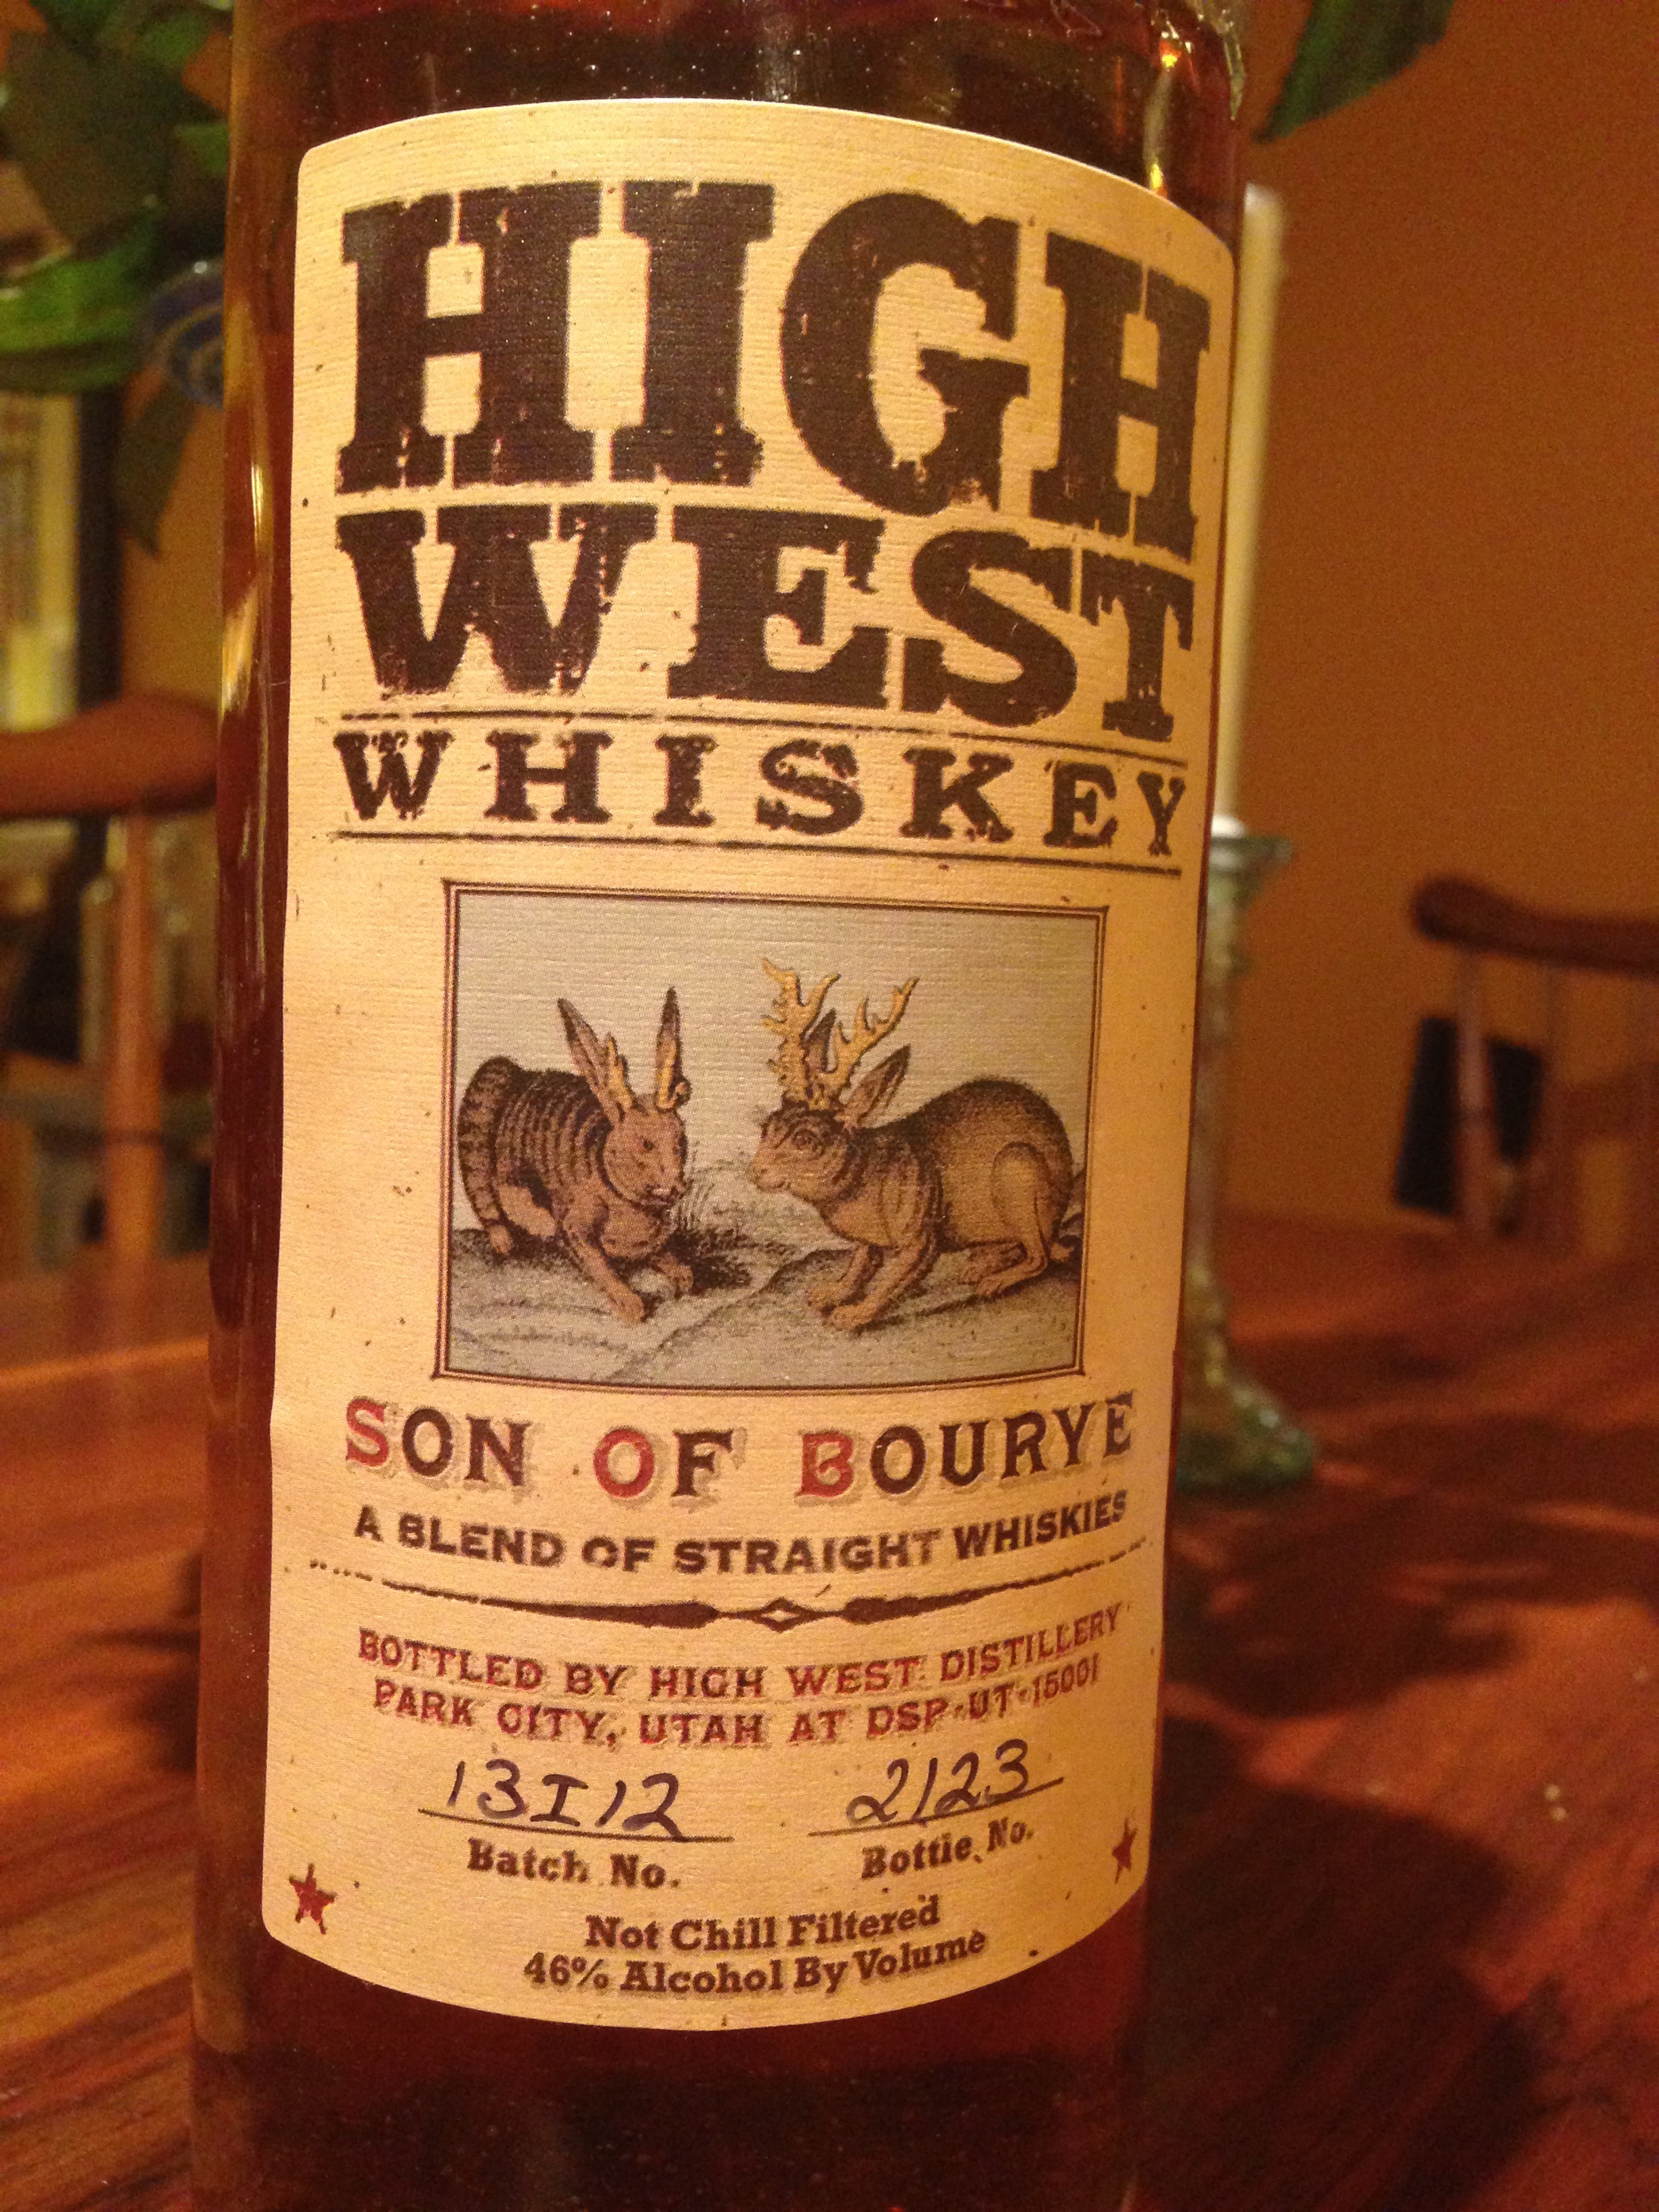 HIGH
WEST
WHISKEY
SON OF BOURYE
A BLEND OF STRAIGHT WHISKIES
BOTTLED BY HIGH WEST DISTILLERY
PARK CITY, UTAH AT DSP-UT-15001
13I12 2123
Batch No. Bottle No.
Not Chill Filtered
46% Alcohol By Volume